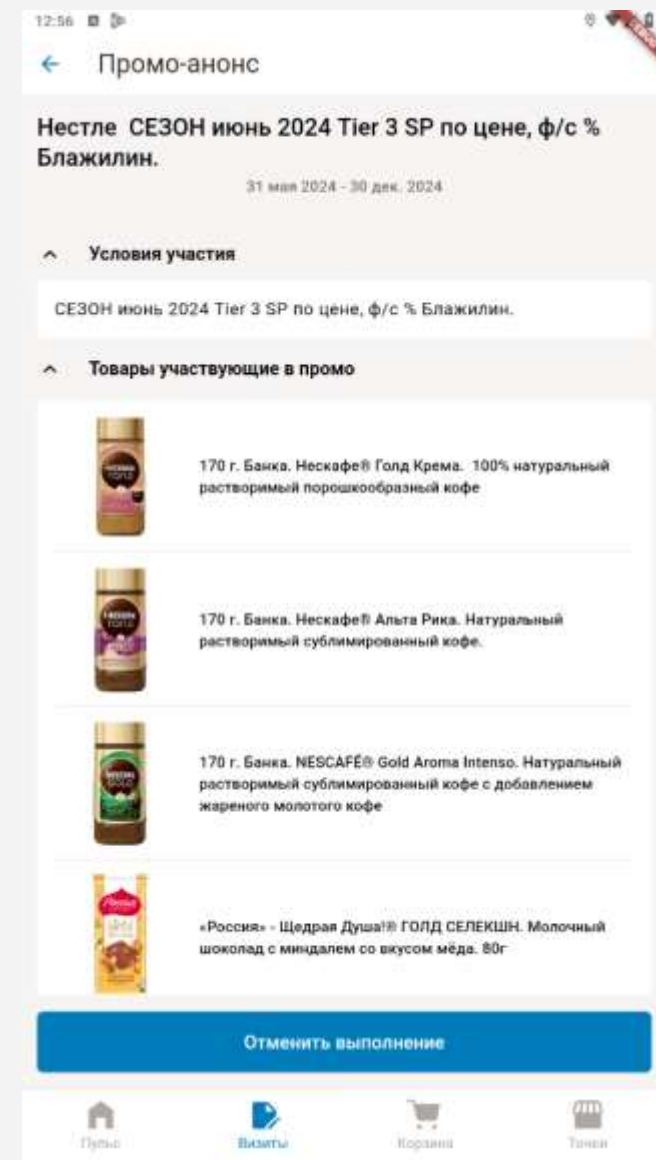 12:56
Промо-анонс
Нестле СЕЗОН июнь 2024 Tier 3 SP по цене, ф/с %
Блажилин.
31 мая 2024 - 30 дек. 2024
Условия участия
СЕЗОН июнь 2024 Tier 3 SP по цене, ф/с % Блажилин.
Товары участвующие в промо
170 г. Банка. Нескафе® Голд Крема. 100% натуральный
растворимый порошкообразный кофе
170 г. Банка. Нескафе® Альта Рика. Натуральный
растворимый сублимированный кофе.
170 г. Банка. NESCAFÉ® Gold Aroma Intenso. Натуральный
растворимый сублимированный кофе с добавлением
жареного молотого кофе
Россия
«Россия» - Щедрая Душа!® ГОЛД СЕЛЕКШН. Молочный
шоколад с миндалем со вкусом мёда. 80г
Отменить выполнение
Пульс
Визиты
Корзина
Точки